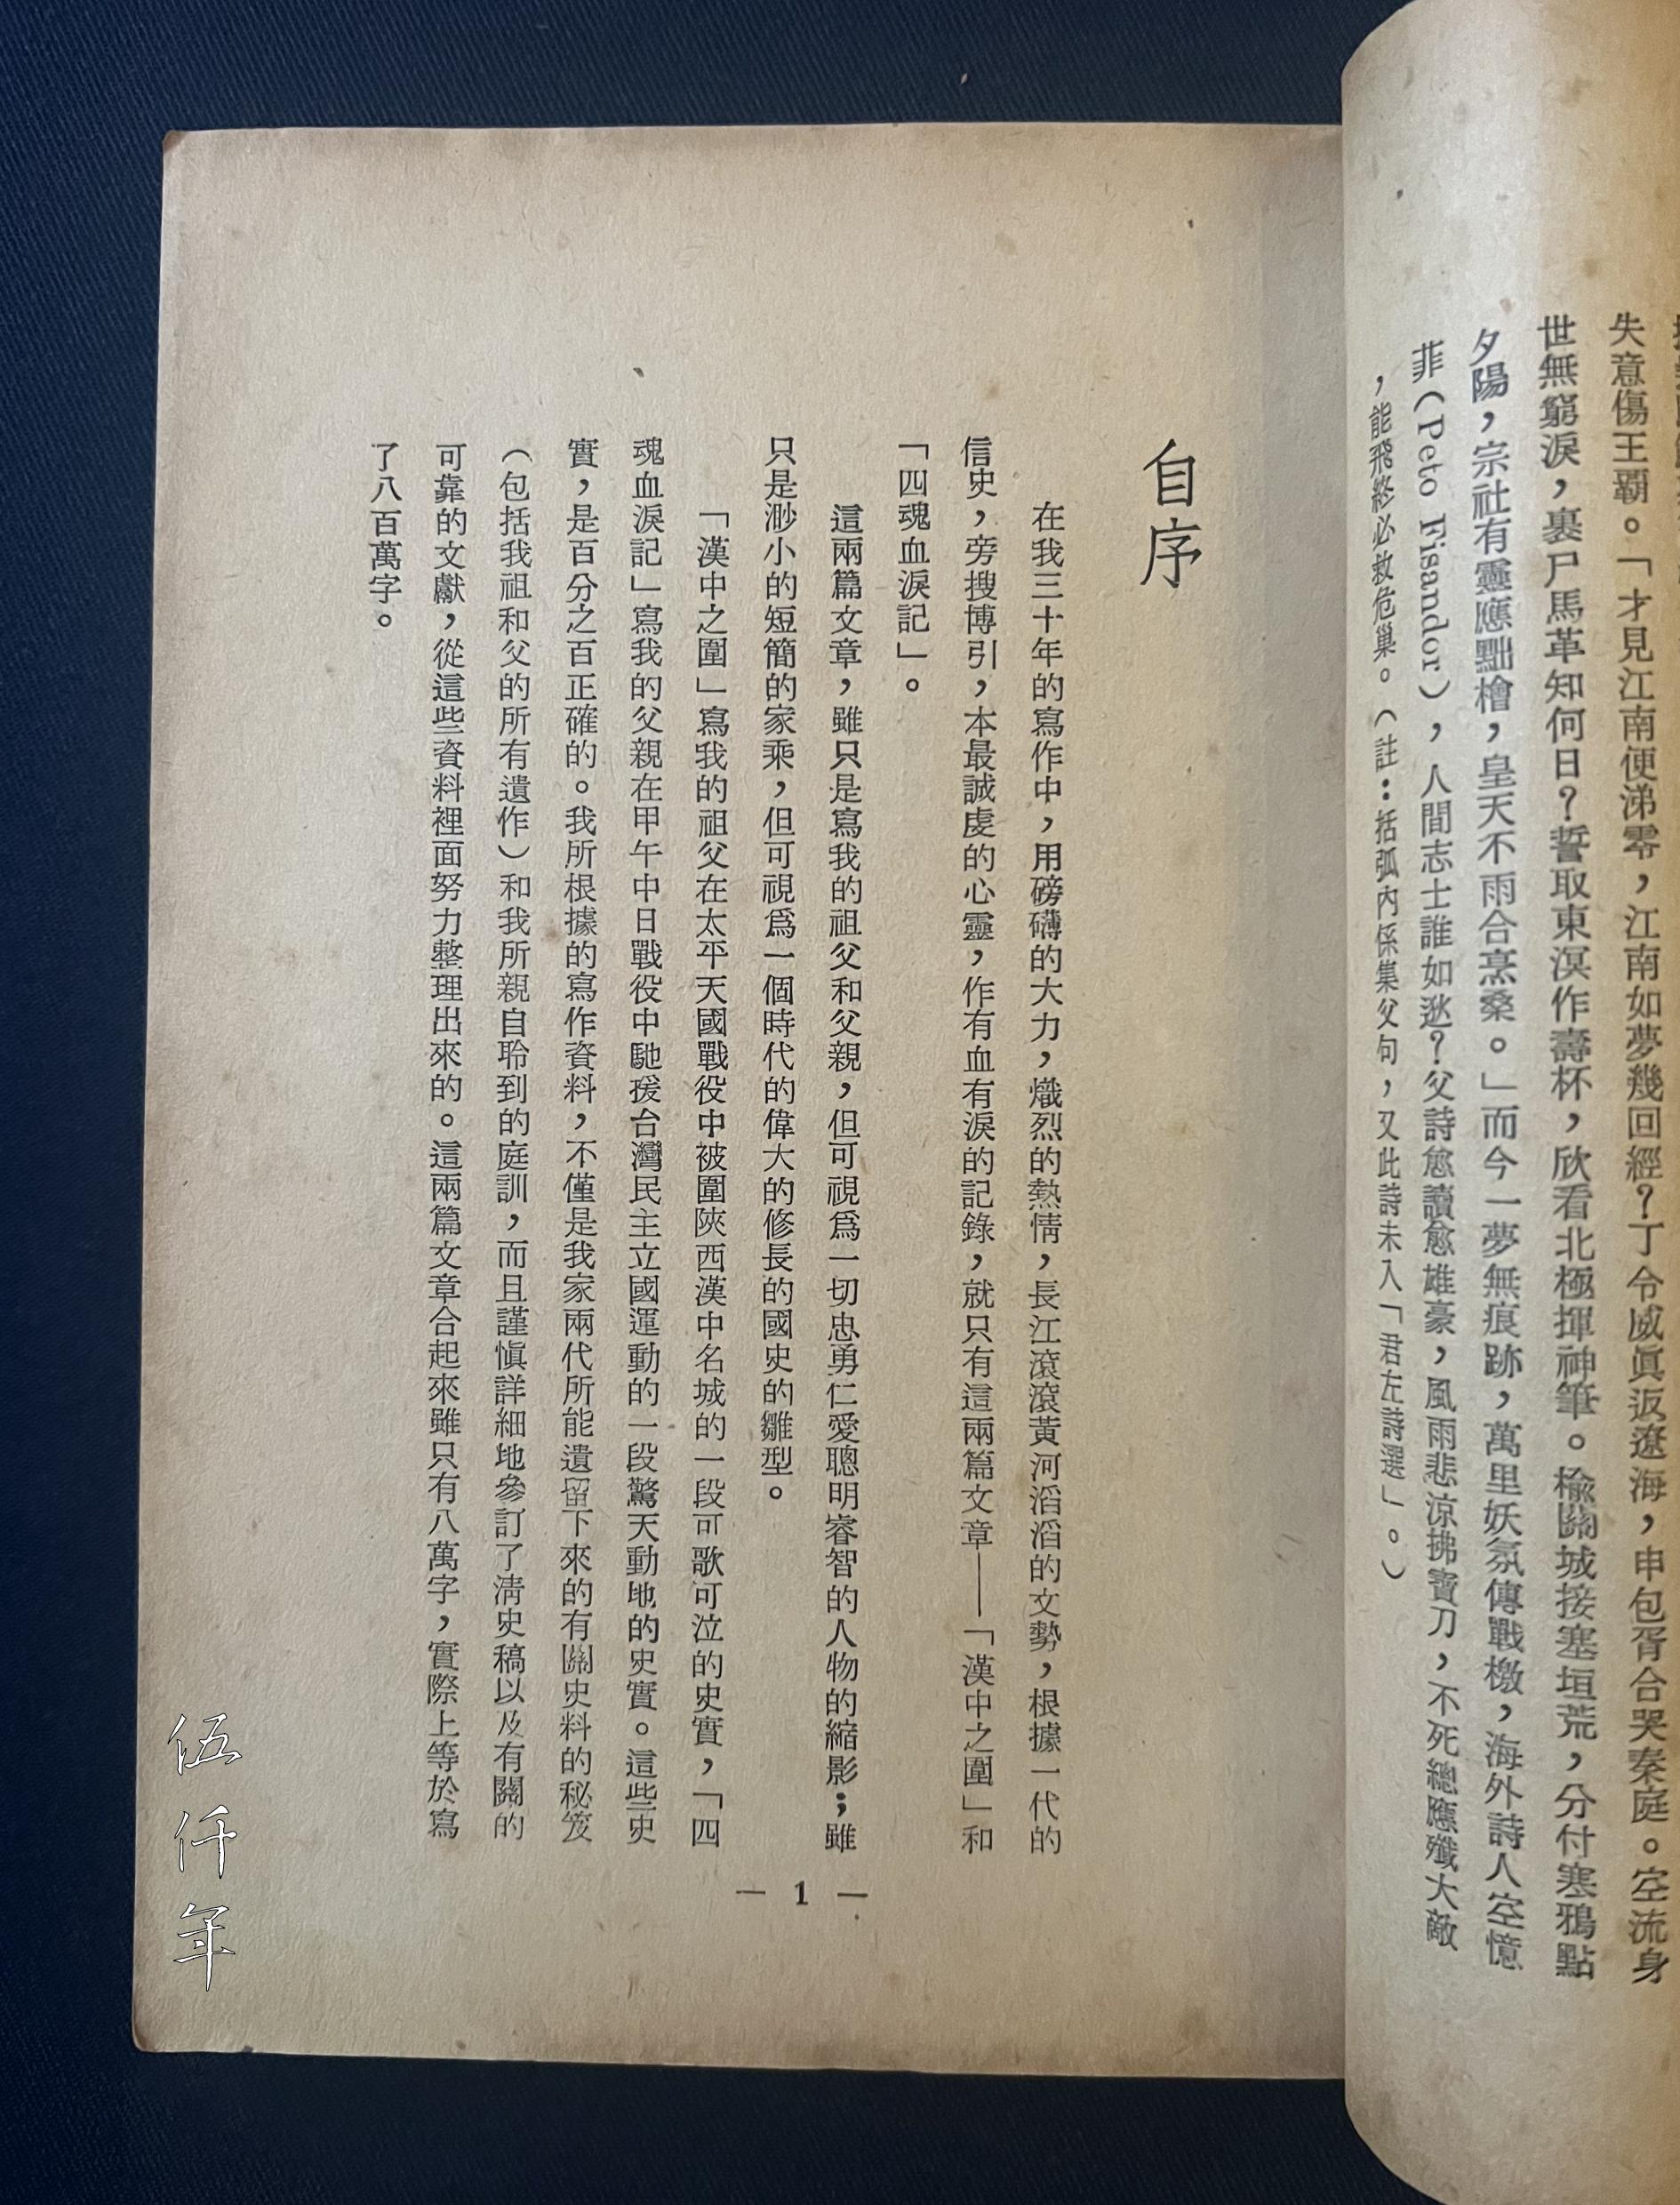 失意傷王覇。「才見江南便涕零，江南如夢幾回經？丁令威眞返遼海，申包胥合哭秦庭。空流身
世無窮淚，裹尸馬革知何日？誓取東溟作壽杯，欣看北極揮神筆。楡關城接塞垣荒，分付寒鴉點
夕陽，宗社有靈應黜檜，皇天不雨合烹桑。」而今一夢無痕跡，萬里妖氛傳戰檄，海外詩人空憶
菲（Peto Fisandor），人間志士誰如逖？父詩愈讀愈雄豪，風雨悲涼拂寳刀，不死總應殲大敵
，能飛終必救危巢。（註：括弧內係集父句，又此詩未入「君左詩選」。）
自序
在我三十年的寫作中，用磅礴的大力，熾烈的熱情，長江滾滾黃河滔滔的文勢，根據一代的
信史，旁搜博引，本最誠虔的心靈，作有血有淚的記錄，就只有這兩篇文章——「漢中之圍」和
「四魂血淚記」。
這兩篇文章，雖只是寫我的祖父和父親，但可視爲一切忠勇仁愛聰明睿智的人物的縮影；雖
只是渺小的短簡的家乘，但可視爲一個時代的偉大的修長的國史的雛型。
「漢中之圍」寫我的祖父在太平天國戰役中被圍陝西漢中名城的一段可歌可泣的史實，「四
魂血淚記」寫我的父親在甲午中日戰役中馳援台灣民主立國運動的一段驚天動地的史實。這些史
實，是百分之百正確的。我所根據的寫作資料，不僅是我家兩代所能遺留下來的有關史料的秘笈
（包括我祖和父的所有遺作）和我所親自聆到的庭訓，而且謹愼詳細地參訂了清史稿以及有關的
可靠的文獻，從這些資料裡面努力整理出來的。這兩篇文章合起來雖只有八萬字，實際上等於寫
了八百萬字。
— 1 —
伍仟年